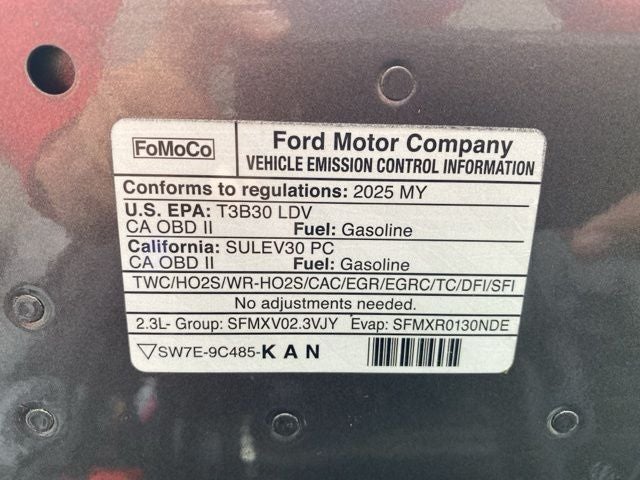 FoMoCo
Ford Motor Company
VEHICLE EMISSION CONTROL INFORMATION
Conforms to regulations: 2025 MY
U.S. EPA: T3B30 LDV
CA OBD II Fuel: Gasoline
California: SULEV30 PC
CA OBD II Fuel: Gasoline
TWC/HO2S/WR-HO2S/CAC/EGR/EGRC/TC/DFI/SFI
No adjustments needed.
2.3L- Group: SFMXV02.3VJY Evap: SFMXR0130NDE
▽SW7E-9C485-KAN